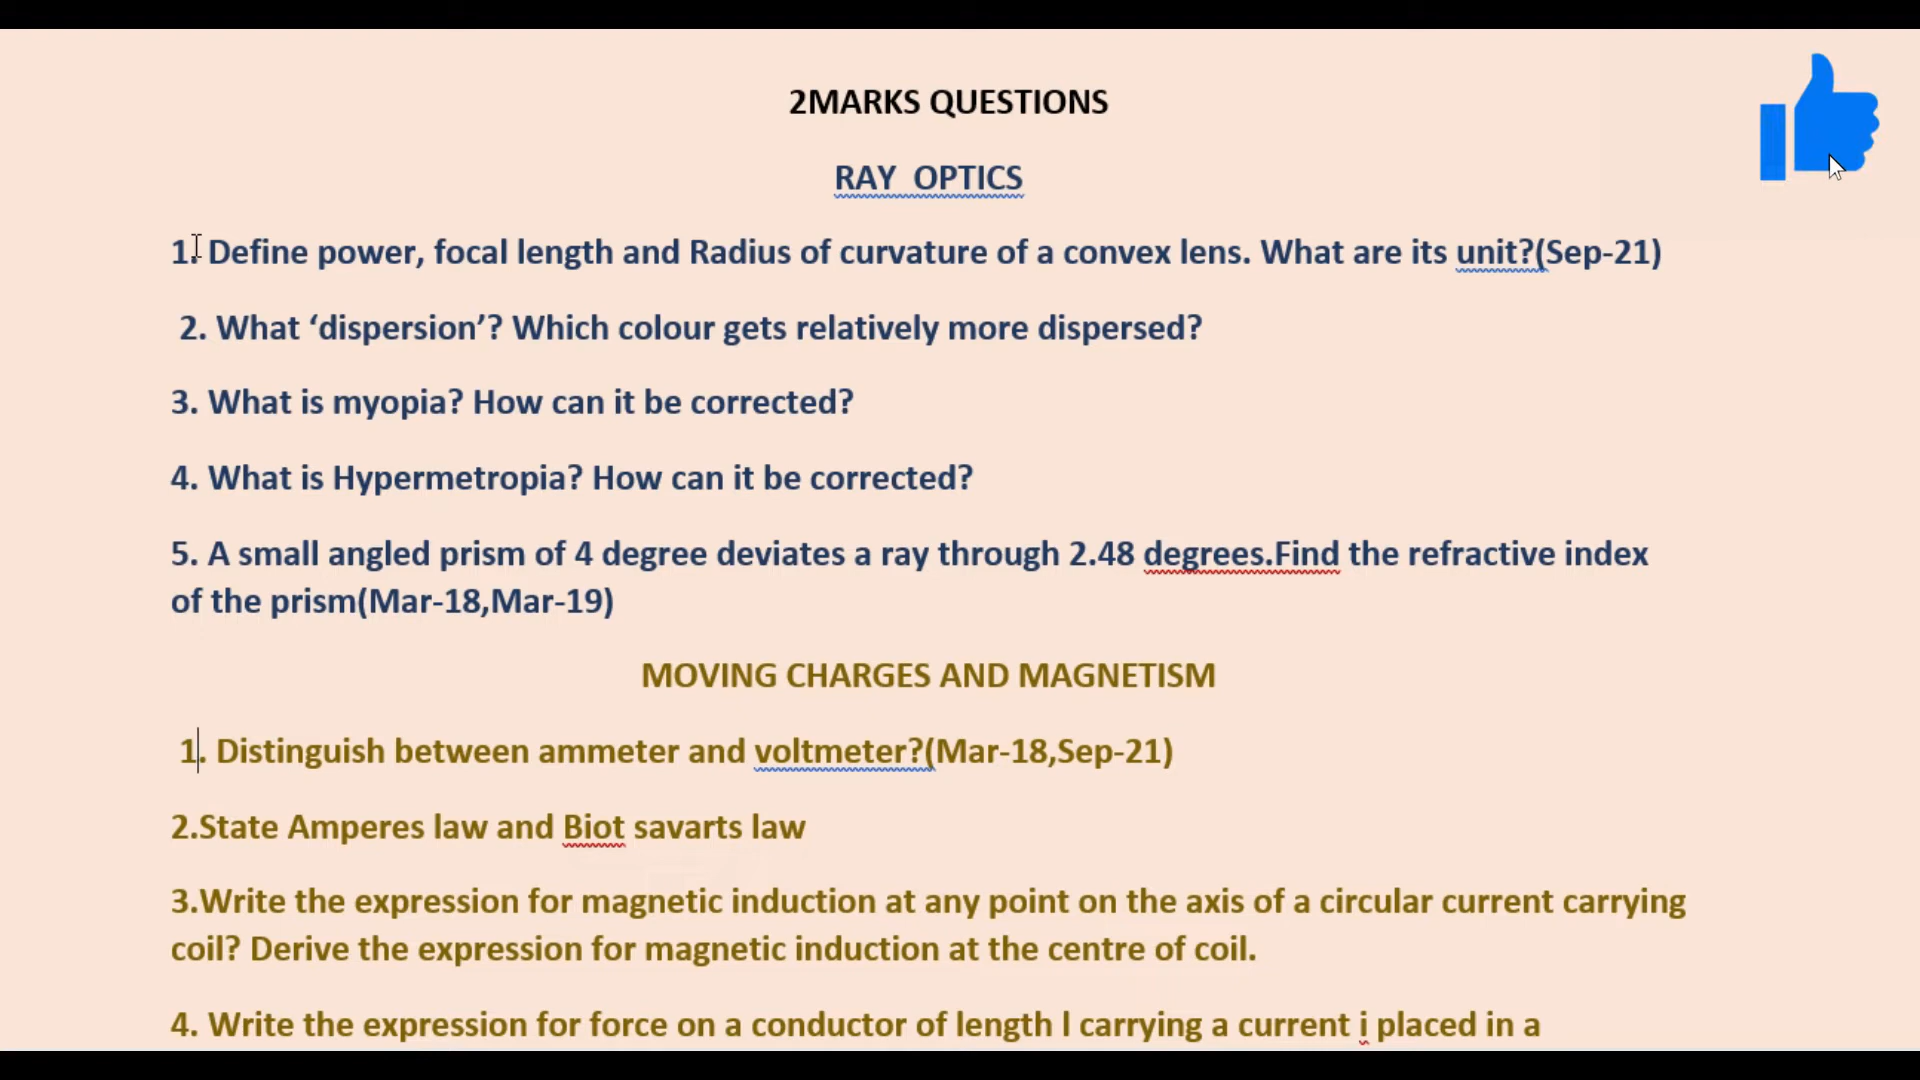 2MARKS QUESTIONS
RAY OPTICS
1. Define power, focal length and Radius of curvature of a convex lens. What are its unit?(Sep-21)
2. What ‘dispersion’? Which colour gets relatively more dispersed?
3. What is myopia? How can it be corrected?
4. What is Hypermetropia? How can it be corrected?
5. A small angled prism of 4 degree deviates a ray through 2.48 degrees.Find the refractive index
of the prism(Mar-18,Mar-19)
MOVING CHARGES AND MAGNETISM
1. Distinguish between ammeter and voltmeter?(Mar-18,Sep-21)
2.State Amperes law and Biot savarts law
3.Write the expression for magnetic induction at any point on the axis of a circular current carrying
coil? Derive the expression for magnetic induction at the centre of coil.
4. Write the expression for force on a conductor of length l carrying a current i placed in a